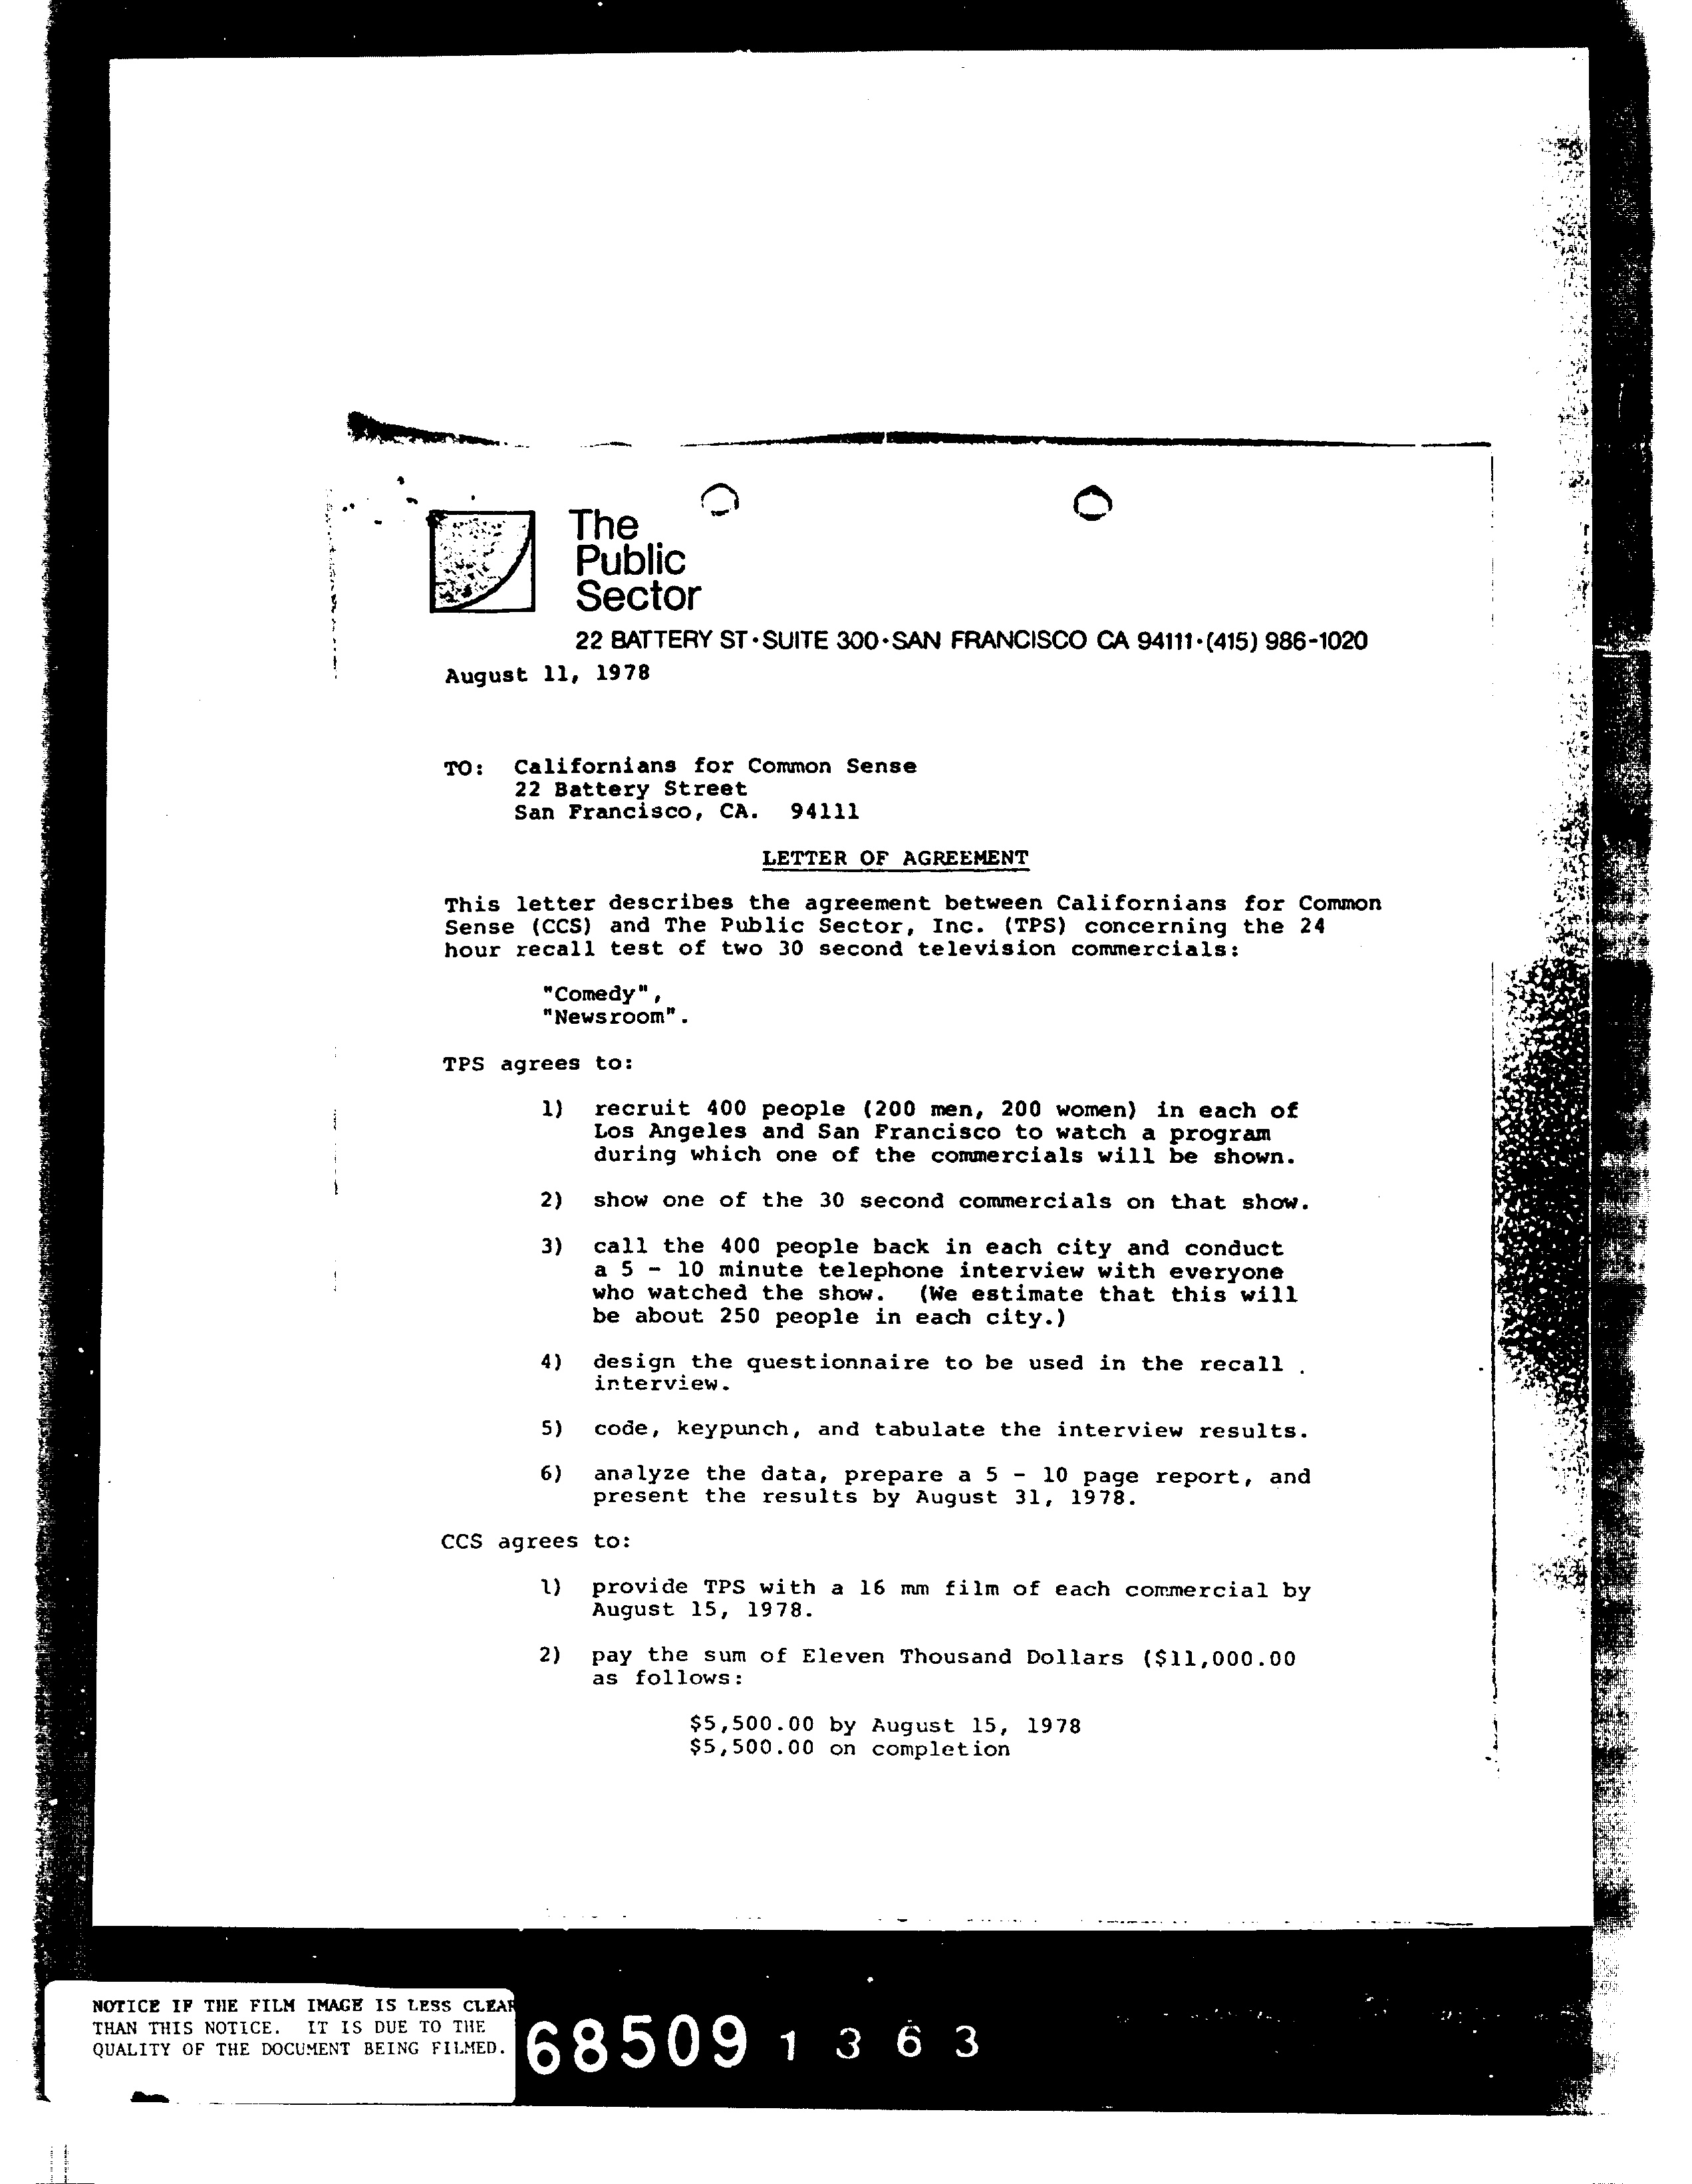 The
Public
Sector
22 BATTERY ST•SUITE 300•SAN FRANCISCO CA 94111•(415) 986-1020
August 11, 1978
TO: Californians for Common Sense
22 Battery Street
San Francisco, CA. 94111
LETTER OF AGREEMENT
This letter describes the agreement between Californians for Common
Sense (CCS) and The Public Sector, Inc. (TPS) concerning the 24
hour recall test of two 30 second television commercials:
"Comedy",
"Newsroom".
TPS agrees to:
1) recruit 400 people (200 men, 200 women) in each of
Los Angeles and San Francisco to watch a program
during which one of the commercials will be shown.
2) show one of the 30 second commercials on that show.
3) call the 400 people back in each city and conduct
a 5 - 10 minute telephone interview with everyone
who watched the show. (We estimate that this will
be about 250 people in each city.)
4) design the questionnaire to be used in the recall
interview.
5) code, keypunch, and tabulate the interview results.
6) analyze the data, prepare a 5 - 10 page report, and
present the results by August 31, 1978.
CCS agrees to:
1) provide TPS with a 16 mm film of each commercial by
August 15, 1978.
2) pay the sum of Eleven Thousand Dollars ($11,000.00
as follows:
$5,500.00 by August 15, 1978
$5,500.00 on completion
NOTICE IF THE FILM IMAGE IS LESS CLEAR
THAN THIS NOTICE. IT IS DUE TO THE
QUALITY OF THE DOCUMENT BEING FILMED.
68509 1 3 6 3